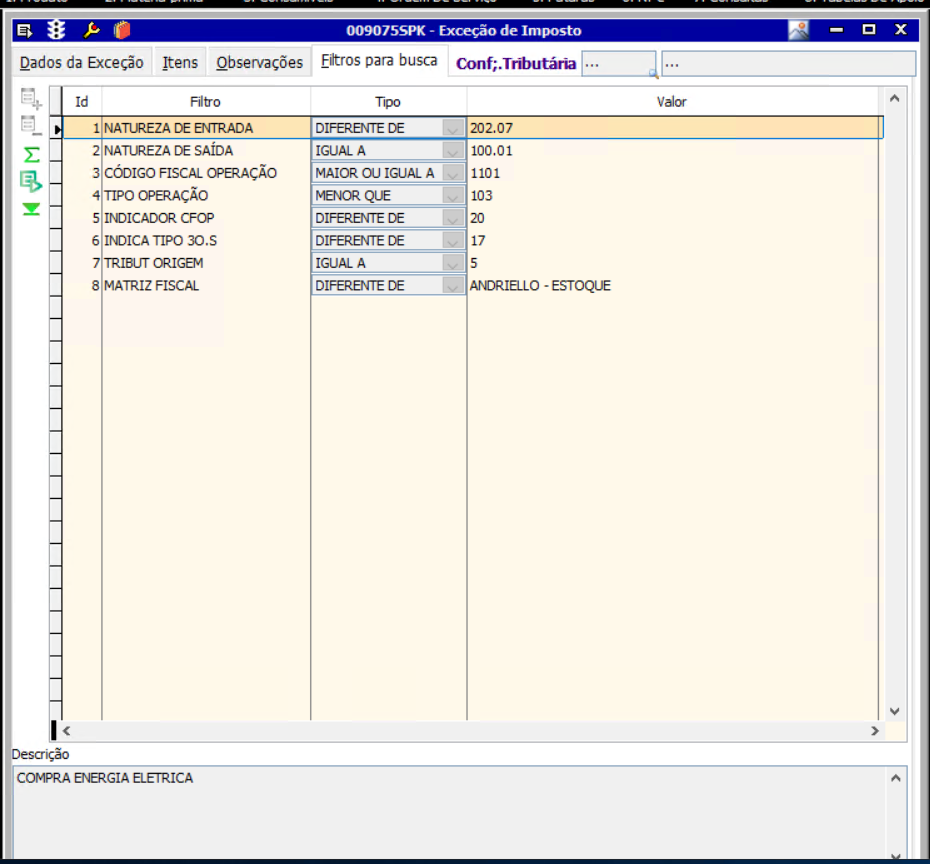 009075SPK - Exceção de Imposto
Dados da Exceção Itens Observações Filtros para busca Conf;.Tributária ... ...
Id Filtro Tipo Valor
1 NATUREZA DE ENTRADA DIFERENTE DE 202.07
2 NATUREZA DE SAÍDA IGUAL A 100.01
3 CÓDIGO FISCAL OPERAÇÃO MAIOR OU IGUAL A 1101
4 TIPO OPERAÇÃO MENOR QUE 103
5 INDICADOR CFOP DIFERENTE DE 20
6 INDICA TIPO 3O.S DIFERENTE DE 17
7 TRIBUT ORIGEM IGUAL A 5
8 MATRIZ FISCAL DIFERENTE DE ANDRIELLO - ESTOQUE
Descrição
COMPRA ENERGIA ELETRICA